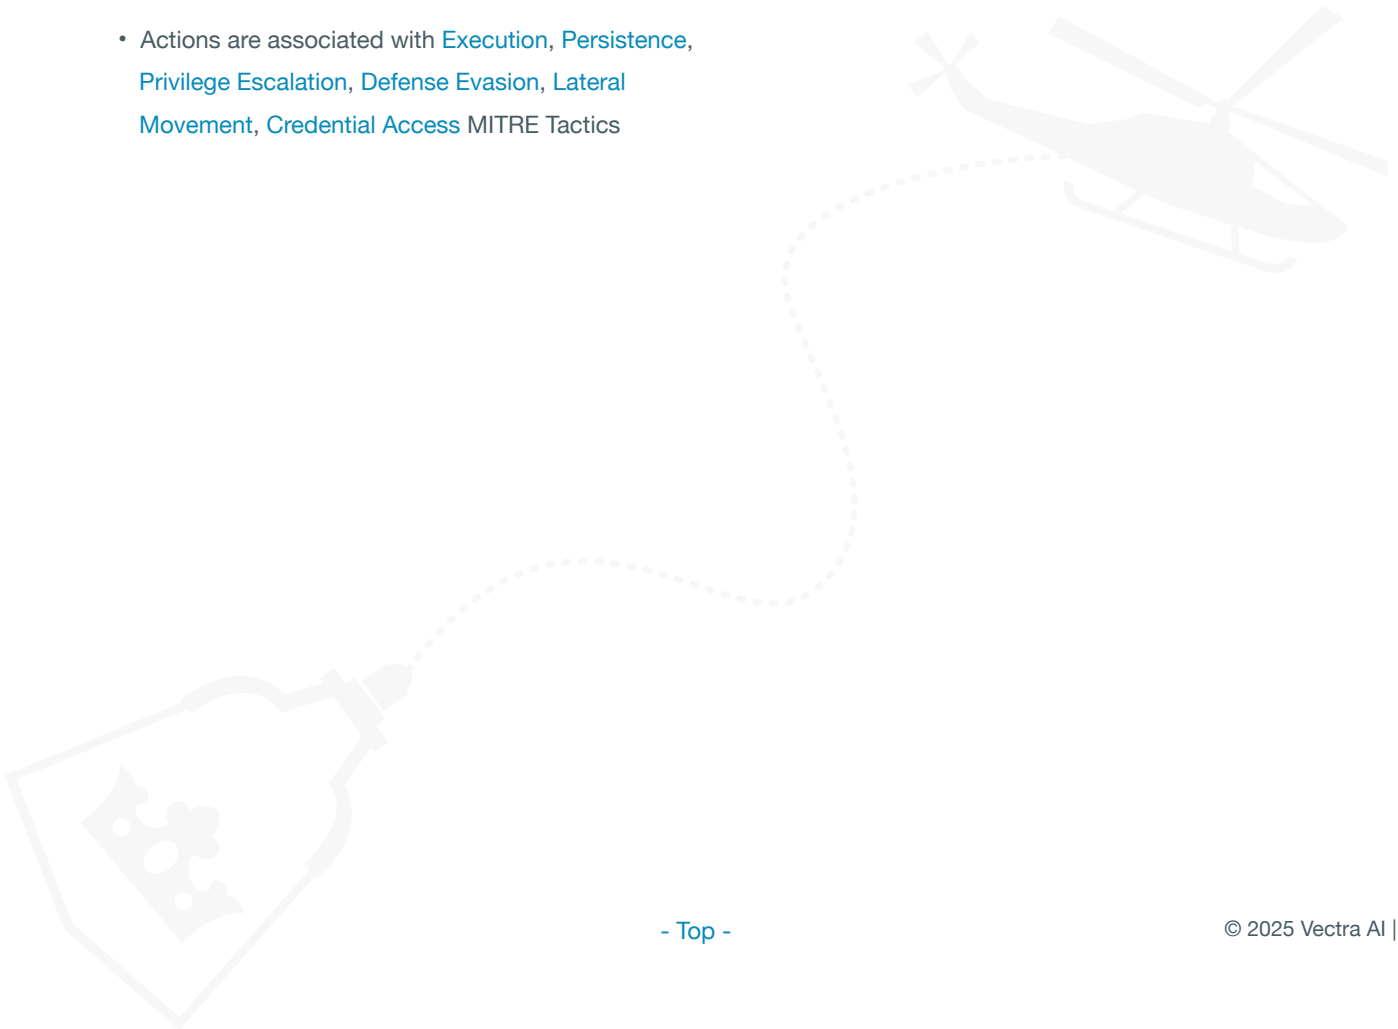 • Actions are associated with Execution, Persistence,
Privilege Escalation, Defense Evasion, Lateral
Movement, Credential Access MITRE Tactics
- Top -
© 2025 Vectra AI |